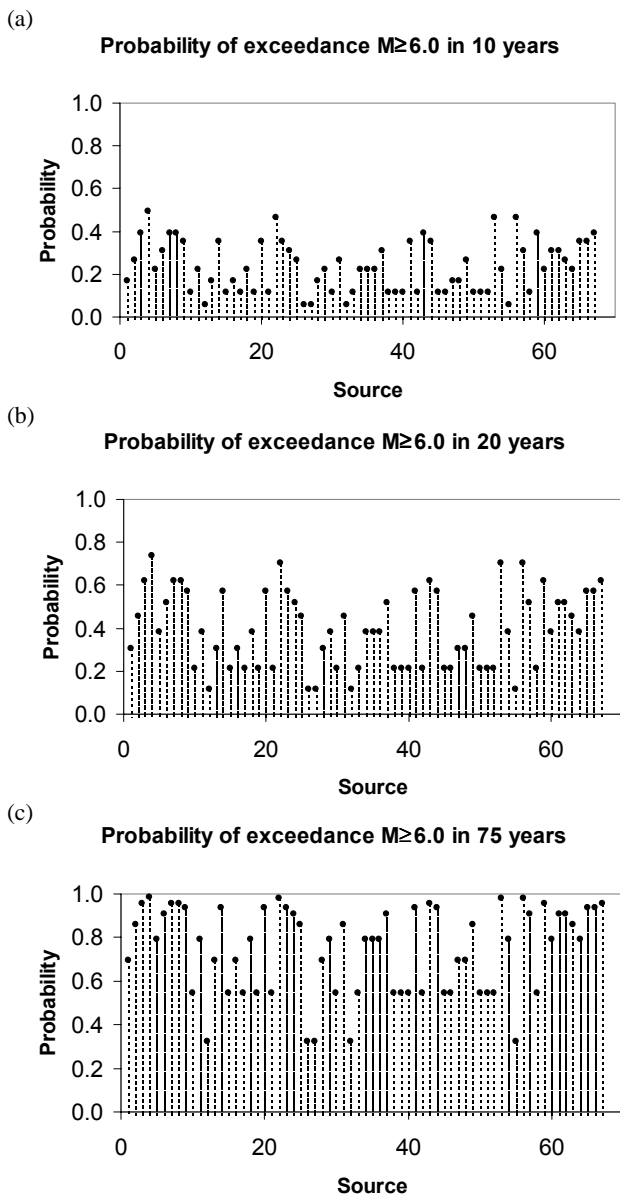 (a)
Probability of exceedance M≥6.0 in 10 years
1.0
0.8
0.6
0.4
0.2
0.0
Probability
0 20 40 60
Source
(b)
Probability of exceedance M≥6.0 in 20 years
1.0
0.8
0.6
0.4
0.2
0.0
Probability
0 20 40 60
Source
(c)
Probability of exceedance M≥6.0 in 75 years
1.0
0.8
0.6
0.4
0.2
0.0
Probability
0 20 40 60
Source